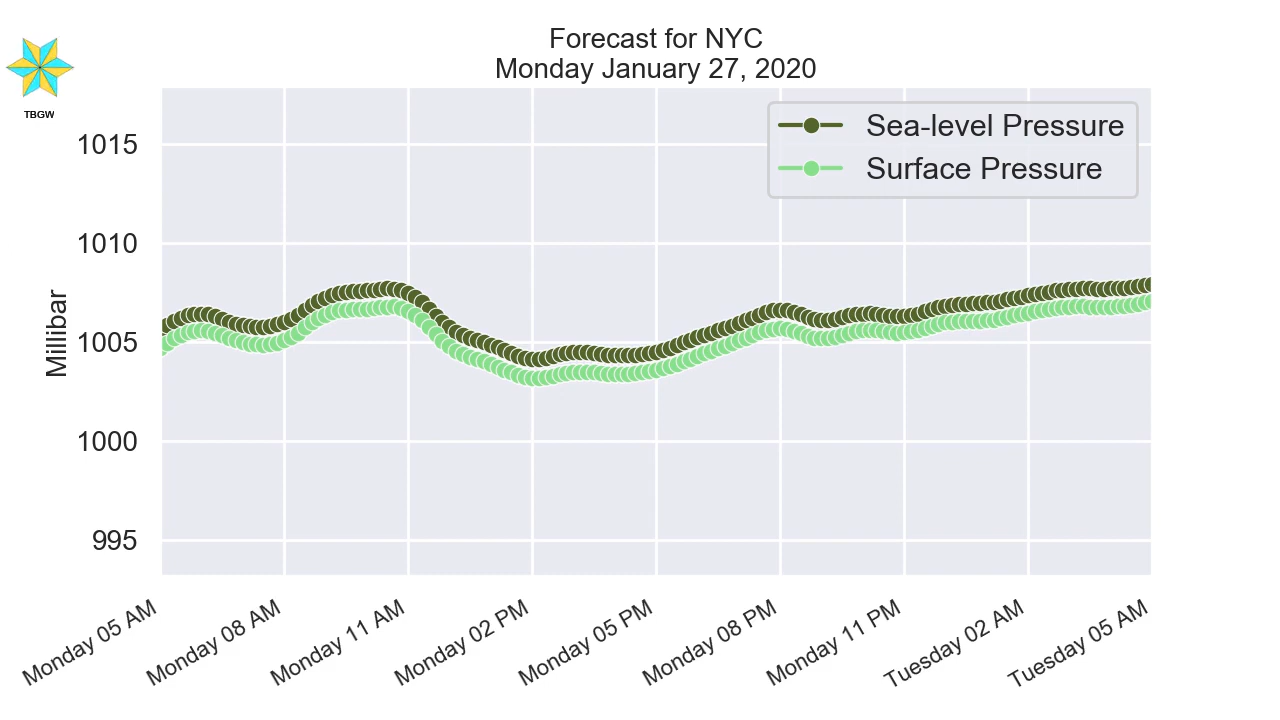 Forecast for NYC
Monday January 27, 2020
TBGW
Sea-level Pressure
Surface Pressure
Millibar
1015
1010
1005
1000
995
Monday 05 AM
Monday 08 AM
Monday 11 AM
Monday 02 PM
Monday 05 PM
Monday 08 PM
Monday 11 PM
Tuesday 02 AM
Tuesday 05 AM